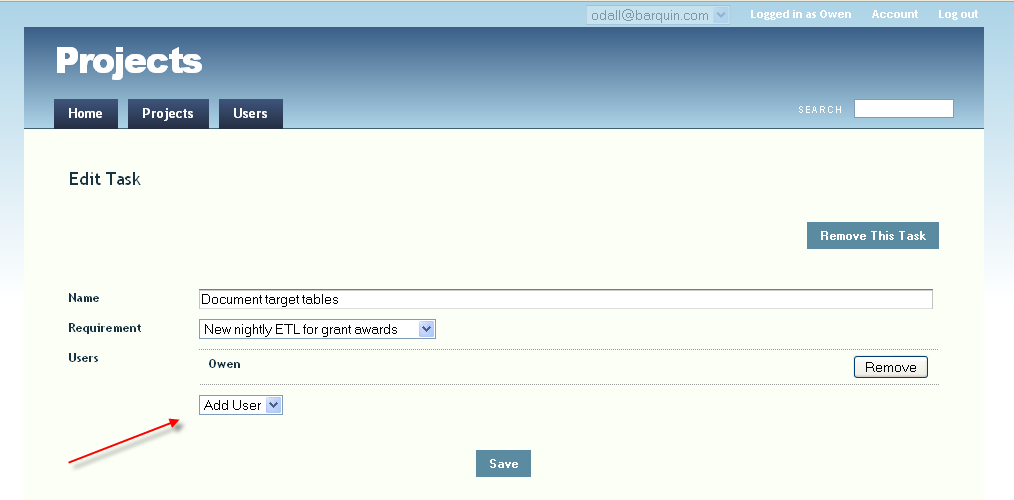 odall@barquin.com Logged in as Owen Account Log out
Projects
Home Projects Users SEARCH
Edit Task
Remove This Task
Name Document target tables
Requirement New nightly ETL for grant awards
Users Owen Remove
Add User
Save